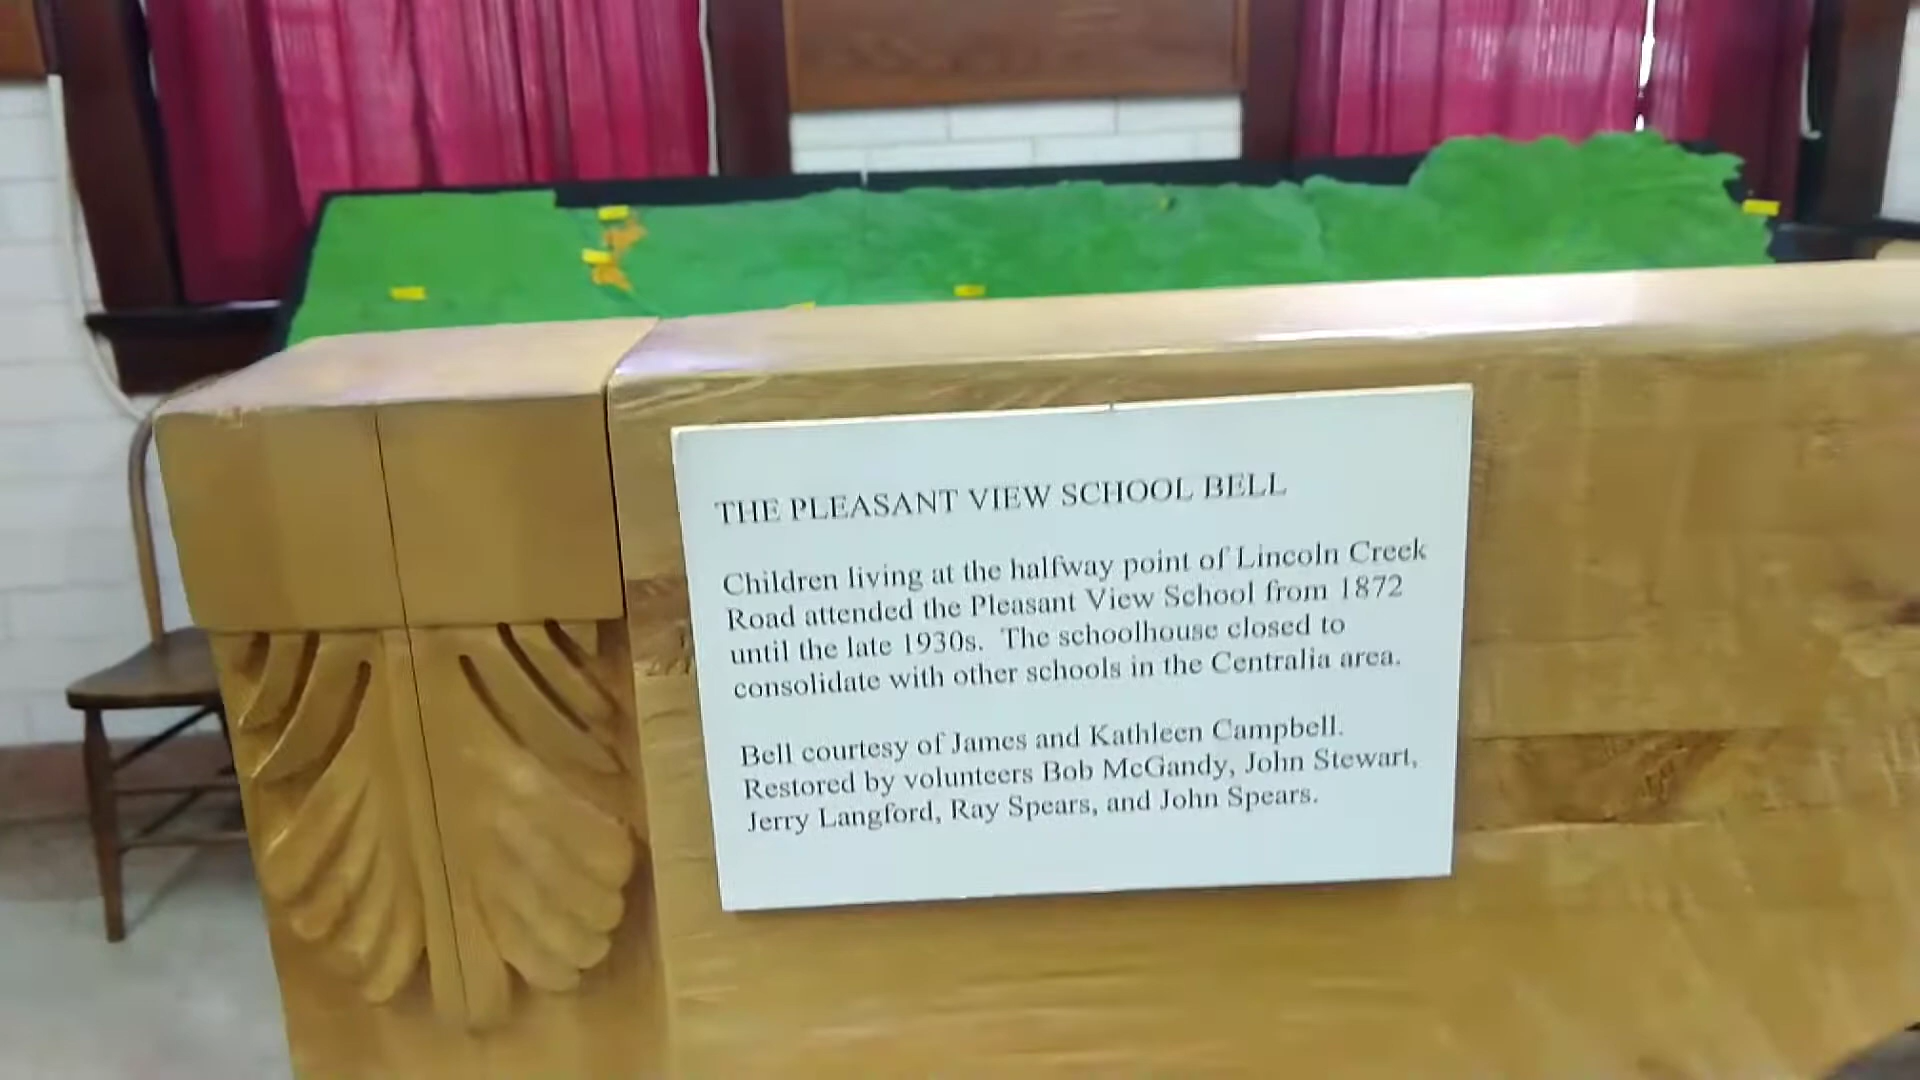 THE PLEASANT VIEW SCHOOL BELL
Children living at the halfway point of Lincoln Creek
Road attended the Pleasant View School from 1872
until the late 1930s. The schoolhouse closed to
consolidate with other schools in the Centralia area.
Bell courtesy of James and Kathleen Campbell.
Restored by volunteers Bob McGandy, John Stewart,
Jerry Langford, Ray Spears, and John Spears.